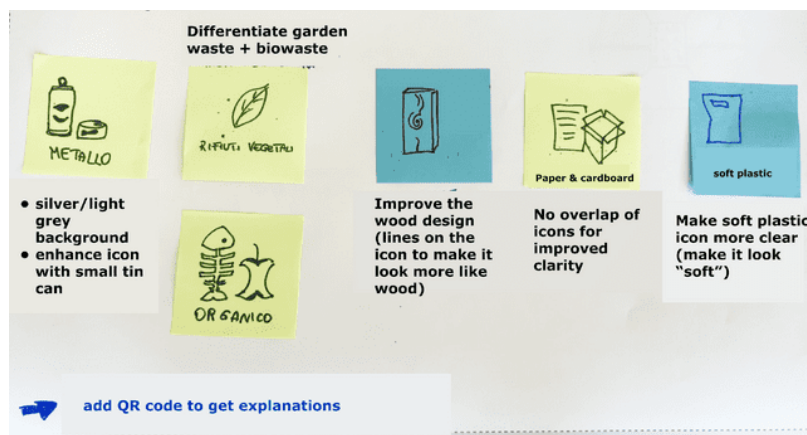 Differentiate garden
waste + biowaste
METALLO
RIFIUTI VEGETALI
Paper & cardboard
soft plastic
• silver/light
grey
background
• enhance icon
with small tin
can
ORGANICO
Improve the
wood design
(lines on the
icon to make it
look more like
wood)
No overlap of
icons for
improved
clarity
Make soft plastic
icon more clear
(make it look
“soft”)
add QR code to get explanations